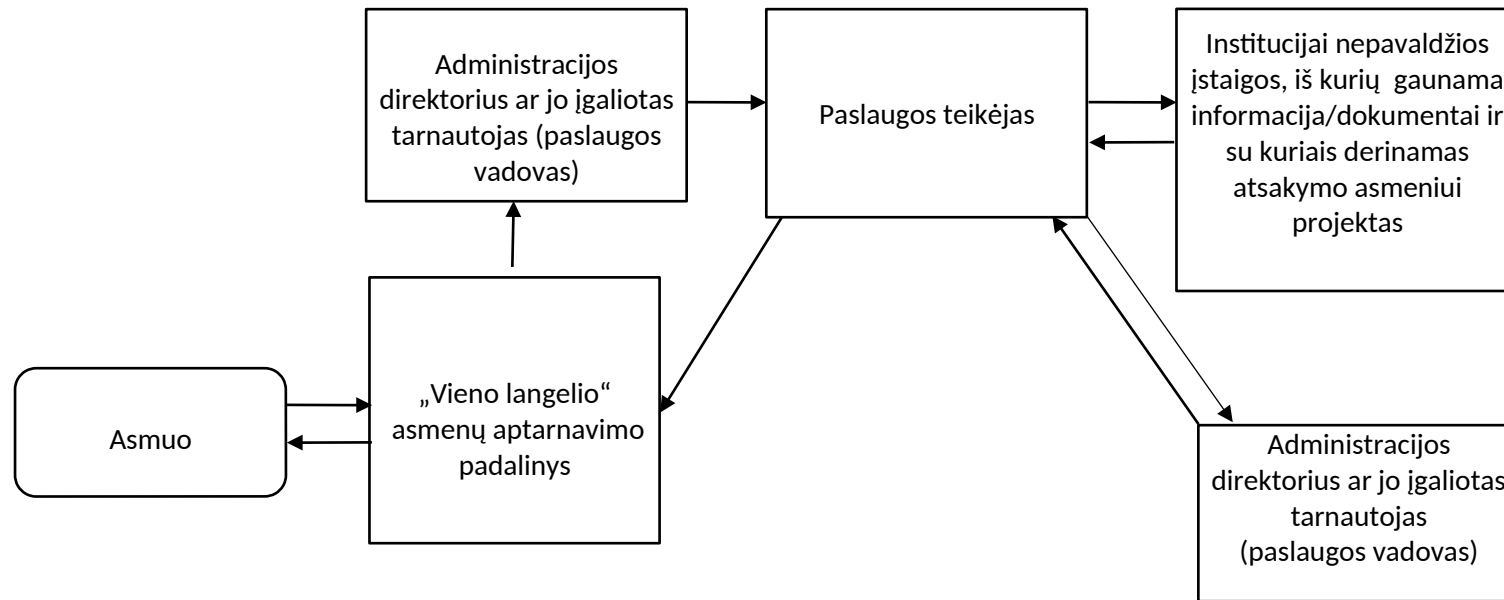 Administracijos
direktorius ar jo įgaliotas
tarnautojas (paslaugos
vadovas)
Paslaugos teikėjas
Institucijai nepavaldžios
įstaigos, iš kurių  gaunama
informacija/dokumentai ir
su kuriais derinamas
atsakymo asmeniui
projektas
Asmuo
„Vieno langelio“
asmenų aptarnavimo
padalinys
Administracijos
direktorius ar jo įgaliotas
tarnautojas
(paslaugos vadovas)